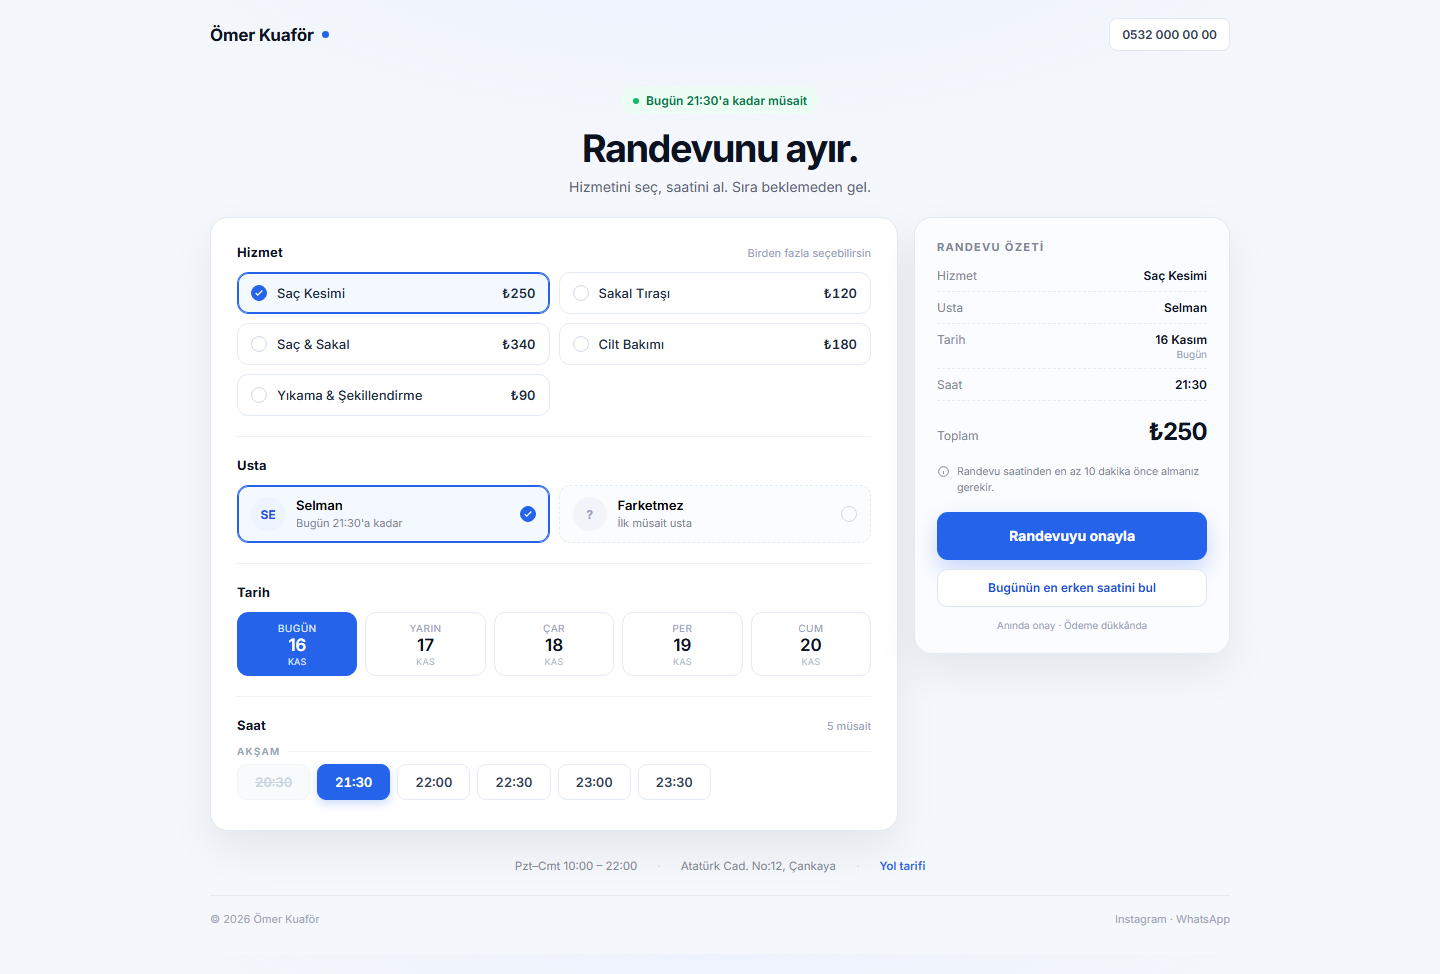 Ömer Kuaför
0532 000 00 00
Bugün 21:30'a kadar müsait
Randevunu ayır.
Hizmetini seç, saatini al. Sıra beklemeden gel.
Hizmet
Birden fazla seçebilirsin
Saç Kesimi ₺250
Sakal Tıraşı ₺120
Saç & Sakal ₺340
Cilt Bakımı ₺180
Yıkama & Şekillendirme ₺90
Usta
SE
Selman
Bugün 21:30'a kadar
?
Farketmez
İlk müsait usta
Tarih
BUGÜN
16
KAS
YARIN
17
KAS
ÇAR
18
KAS
PER
19
KAS
CUM
20
KAS
Saat
5 müsait
AKŞAM
20:30 21:30 22:00 22:30 23:00 23:30
RANDEVU ÖZETİ
Hizmet Saç Kesimi
Usta Selman
Tarih 16 Kasım
Bugün
Saat 21:30
Toplam ₺250
Randevu saatinden en az 10 dakika önce almanız
gerekir.
Randevuyu onayla
Bugünün en erken saatini bul
Anında onay · Ödeme dükkânda
Pzt–Cmt 10:00 – 22:00 · Atatürk Cad. No:12, Çankaya · Yol tarifi
© 2026 Ömer Kuaför
Instagram · WhatsApp